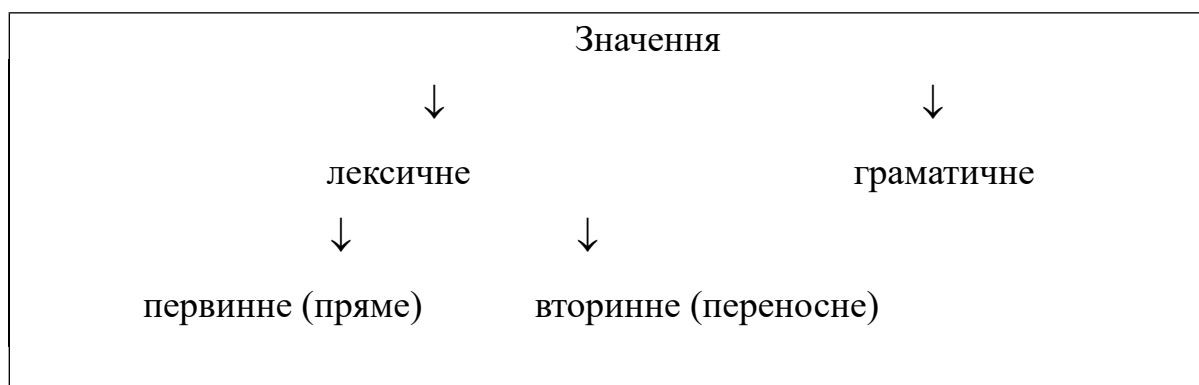 Значення
↓ ↓
лексичне граматичне
↓ ↓
первинне (пряме) вторинне (переносне)